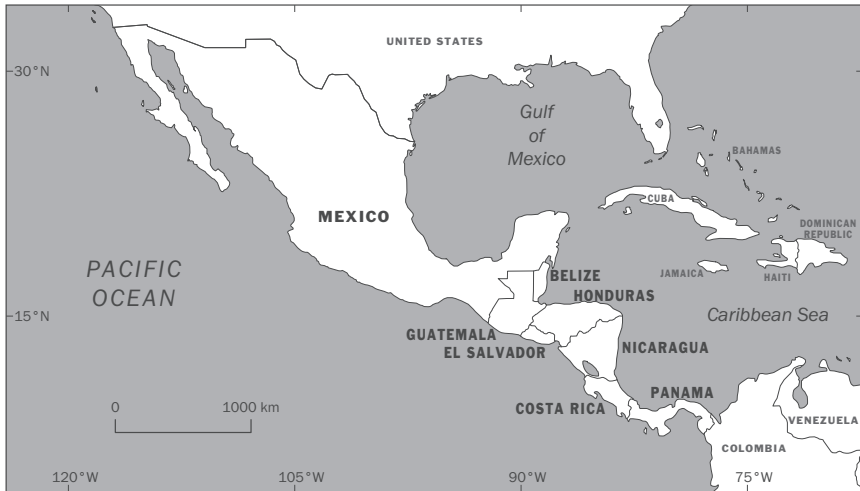 UNITED STATES
30°N
Gulf
of
Mexico
BAHAMAS
CUBA
MEXICO
DOMINICAN
REPUBLIC
PACIFIC
OCEAN
JAMAICA
HAITI
BELIZE
HONDURAS
15°N
Caribbean Sea
GUATEMALA
EL SALVADOR
NICARAGUA
PANAMA
0
1000 km
COSTA RICA
VENEZUELA
COLOMBIA
120°W
105°W
90°W
75°W